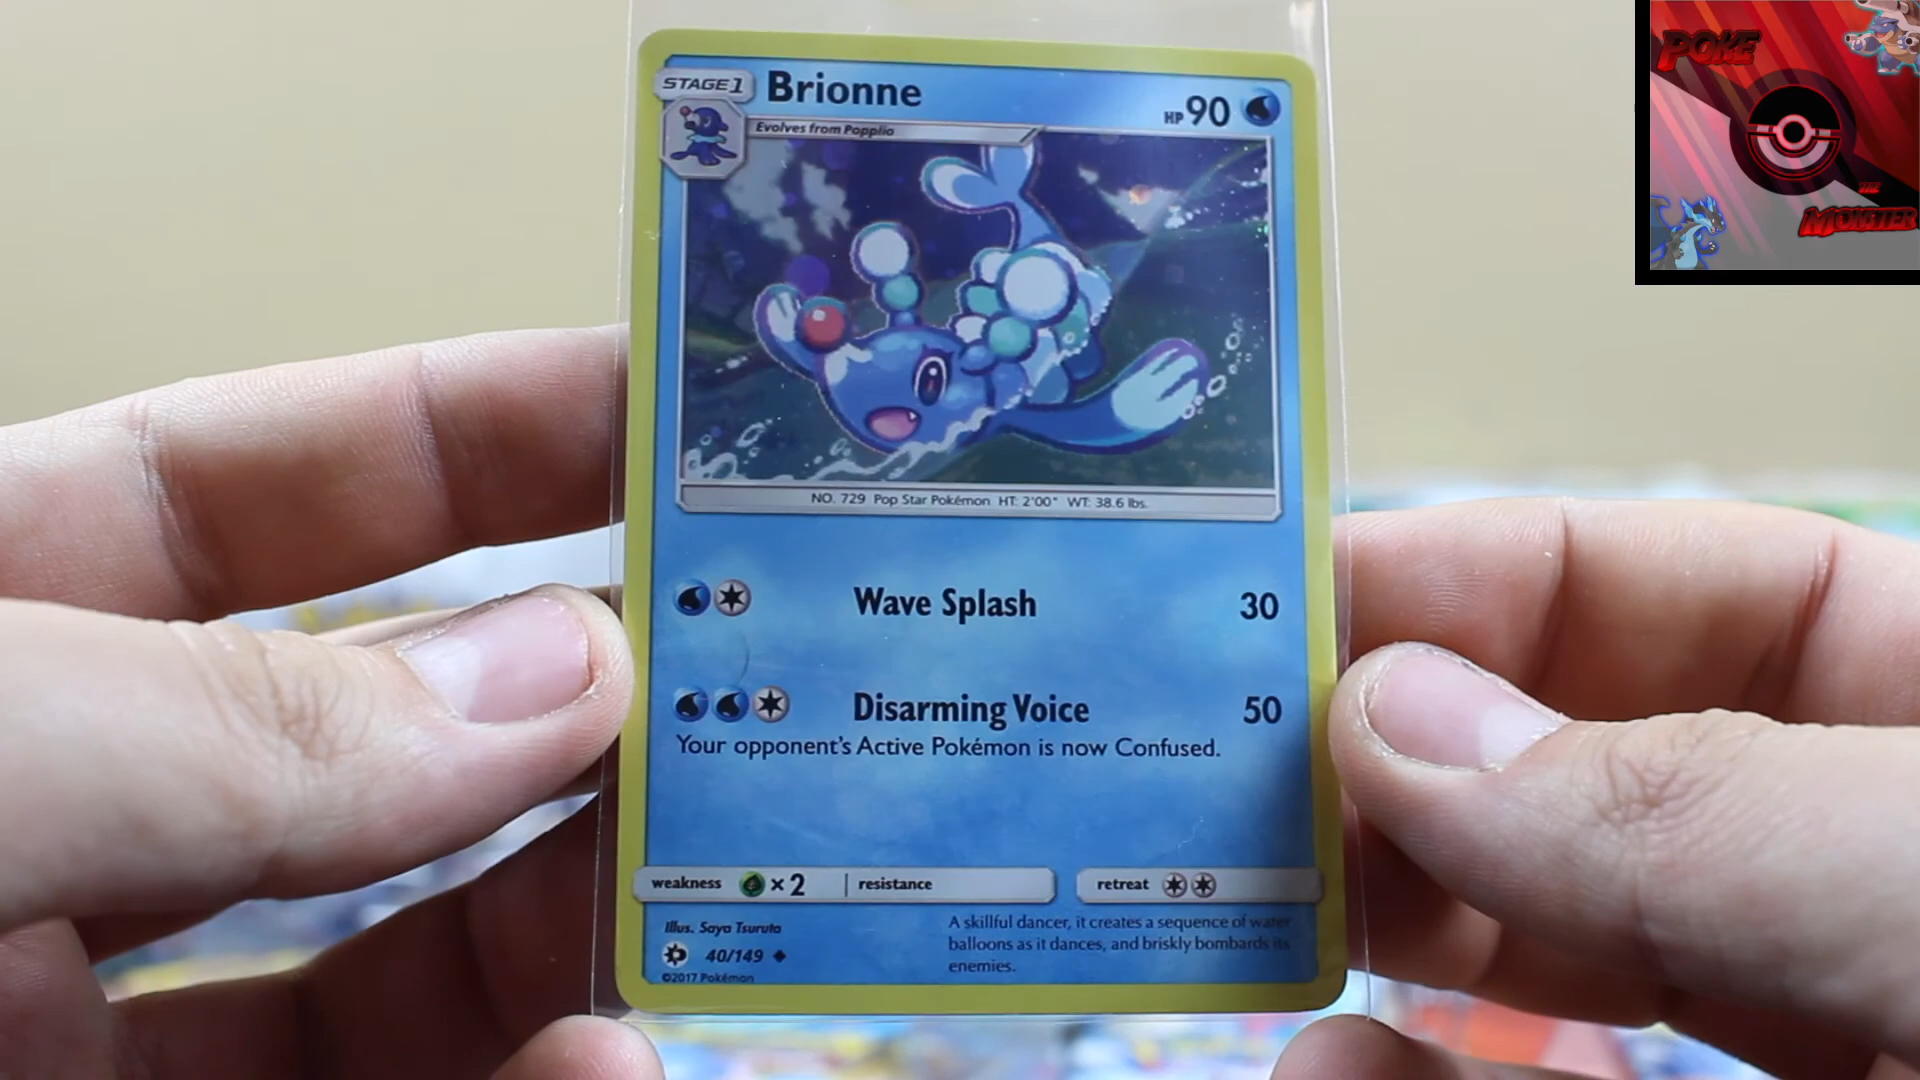 POKE
THE
MONSTER
STAGE1
Brionne
HP 90
Evolves from Popplio
NO. 729 Pop Star Pokémon HT: 2'00" WT: 38.6 lbs.
Wave Splash 30
Disarming Voice 50
Your opponent's Active Pokémon is now Confused.
weakness ×2 resistance retreat
Illus. Saya Tsuruta
40/149
©2017 Pokémon
A skillful dancer, it creates a sequence of water
balloons as it dances, and briskly bombards its
enemies.